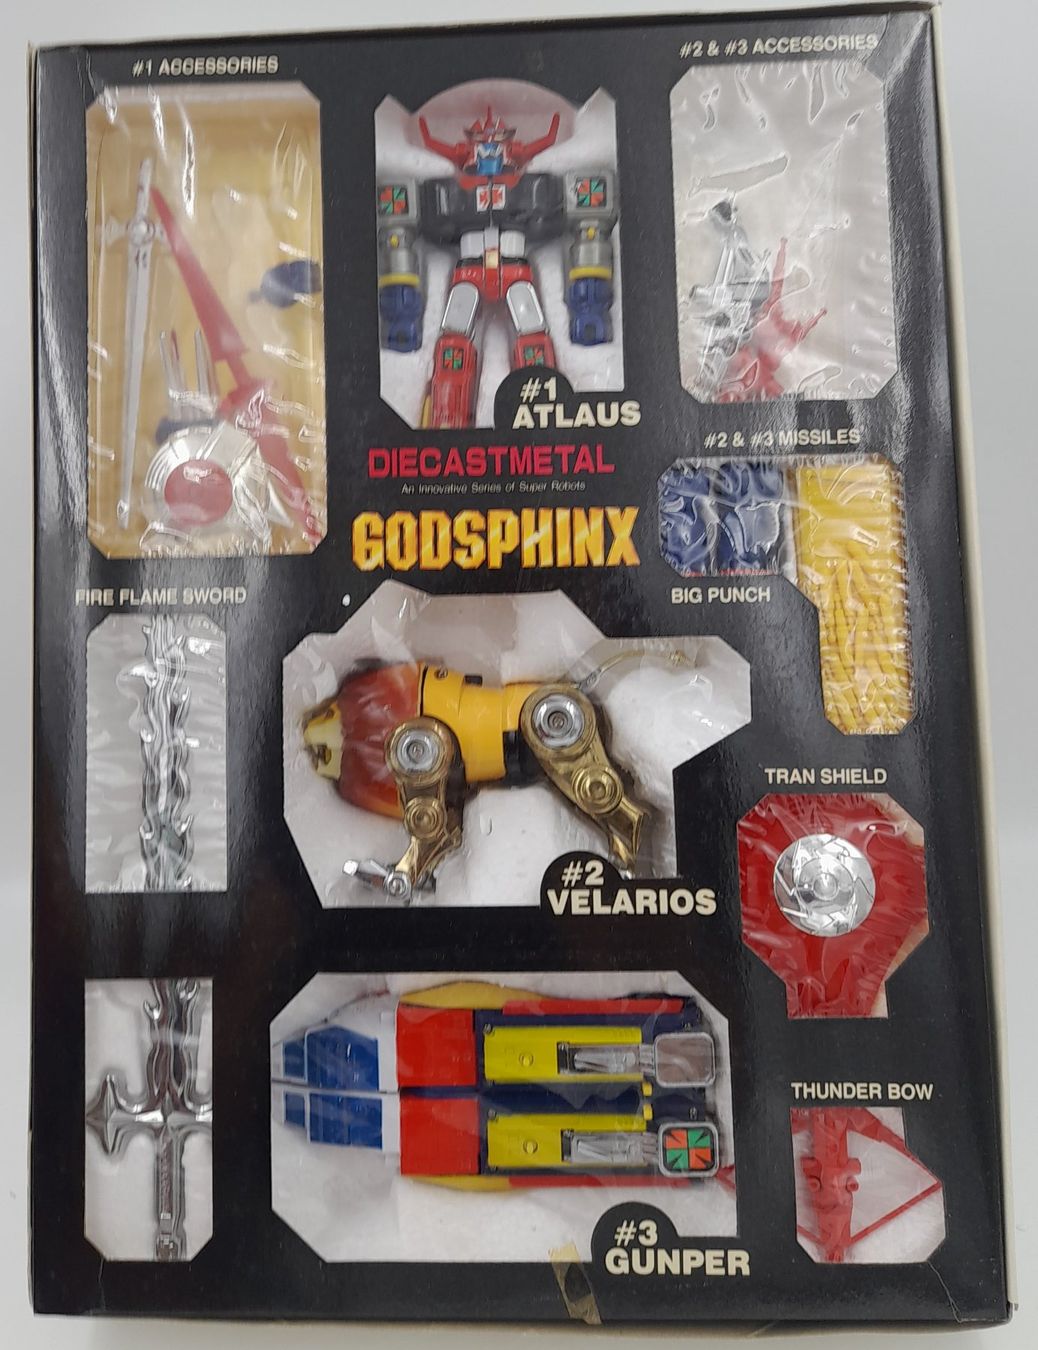 #1 ACCESSORIES
#2 & #3 ACCESSORIES
#1
ATLAUS
DIECASTMETAL
An Innovative Series of Super Robots
GODSPHINX
#2 & #3 MISSILES
BIG PUNCH
FIRE FLAME SWORD
#2
VELARIOS
TRAN SHIELD
THUNDER BOW
#3
GUNPER